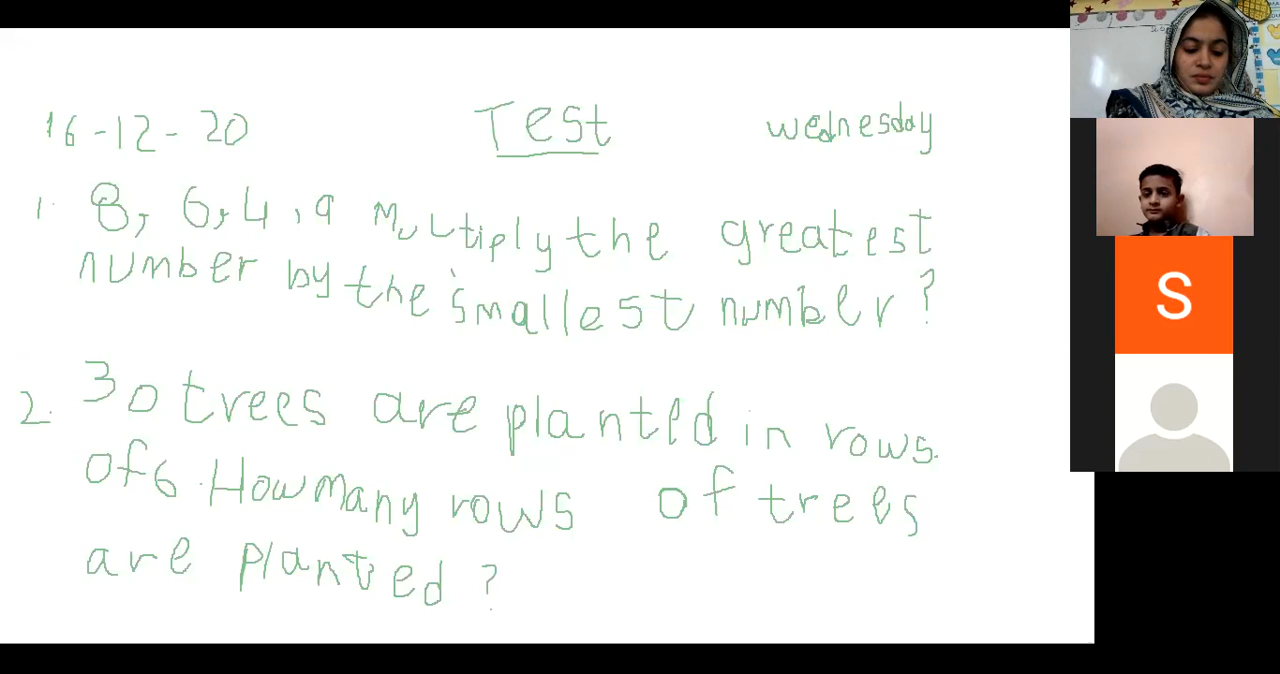 16-12-20 Test wednesday
1. 8, 6, 4, 9 Multiply the greatest
number by the smallest number?
2. 30 trees are planted in rows.
of 6. How many rows of trees
are planted?
S